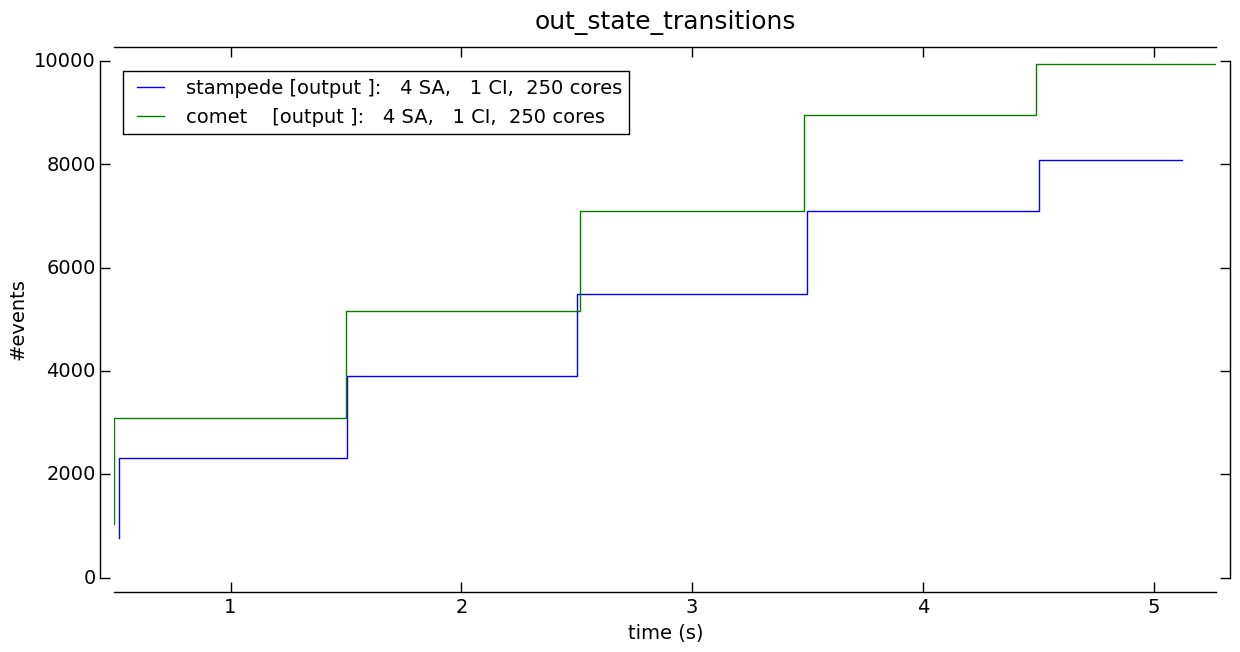 out_state_transitions
10000
8000
6000
4000
2000
0
#events
stampede [output ]:   4 SA,   1 CI,  250 cores
comet    [output ]:   4 SA,   1 CI,  250 cores
1 2 3 4 5
time (s)